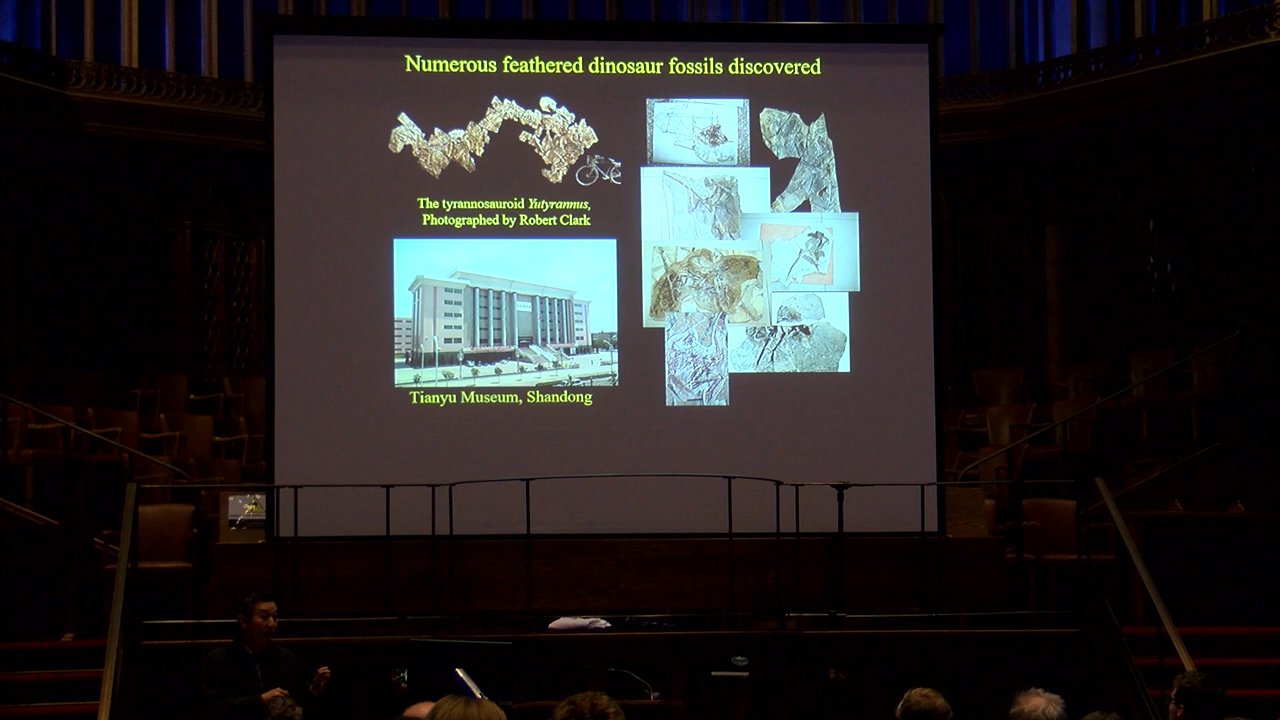 Numerous feathered dinosaur fossils discovered
The tyrannosauroid Yutyrannus,
Photographed by Robert Clark
Tianyu Museum, Shandong